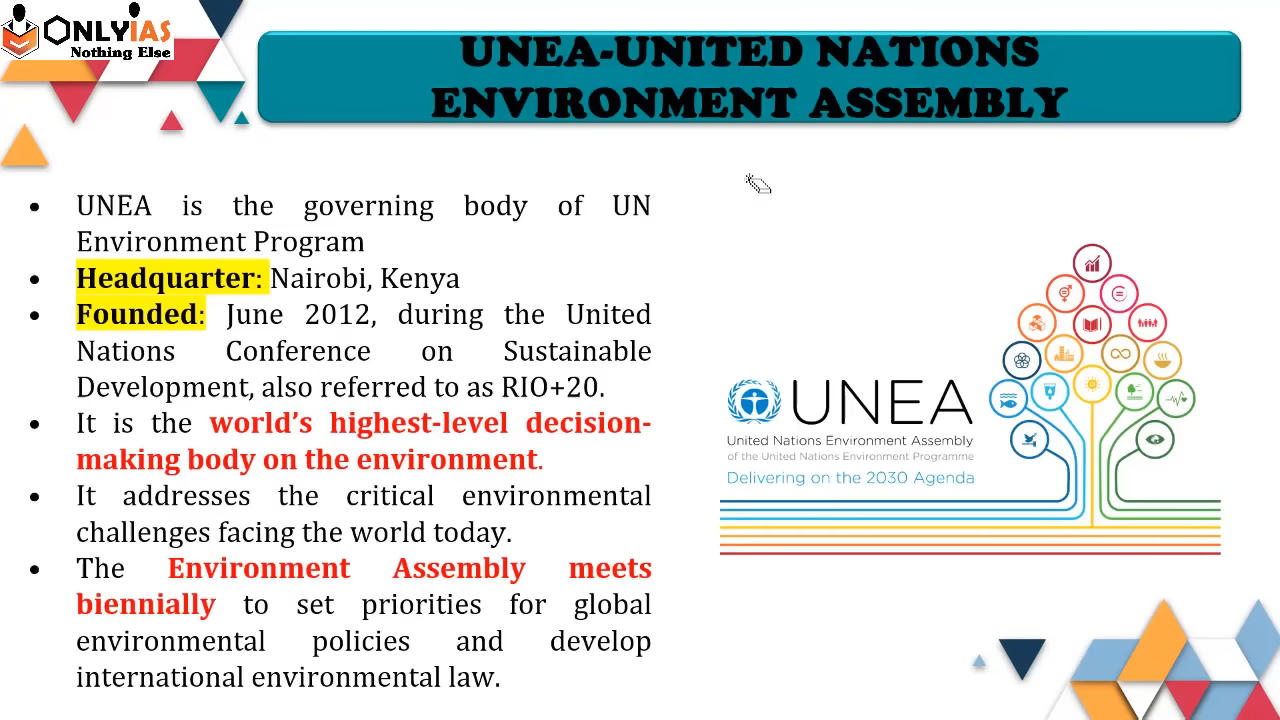 ONLYIAS
Nothing Else
UNEA-UNITED NATIONS
ENVIRONMENT ASSEMBLY
• UNEA is the governing body of UN
Environment Program
• Headquarter: Nairobi, Kenya
• Founded: June 2012, during the United
Nations Conference on Sustainable
Development, also referred to as RIO+20.
• It is the world’s highest-level decision-
making body on the environment.
• It addresses the critical environmental
challenges facing the world today.
• The Environment Assembly meets
biennially to set priorities for global
environmental policies and develop
international environmental law.
UNEA
United Nations Environment Assembly
of the United Nations Environment Programme
Delivering on the 2030 Agenda